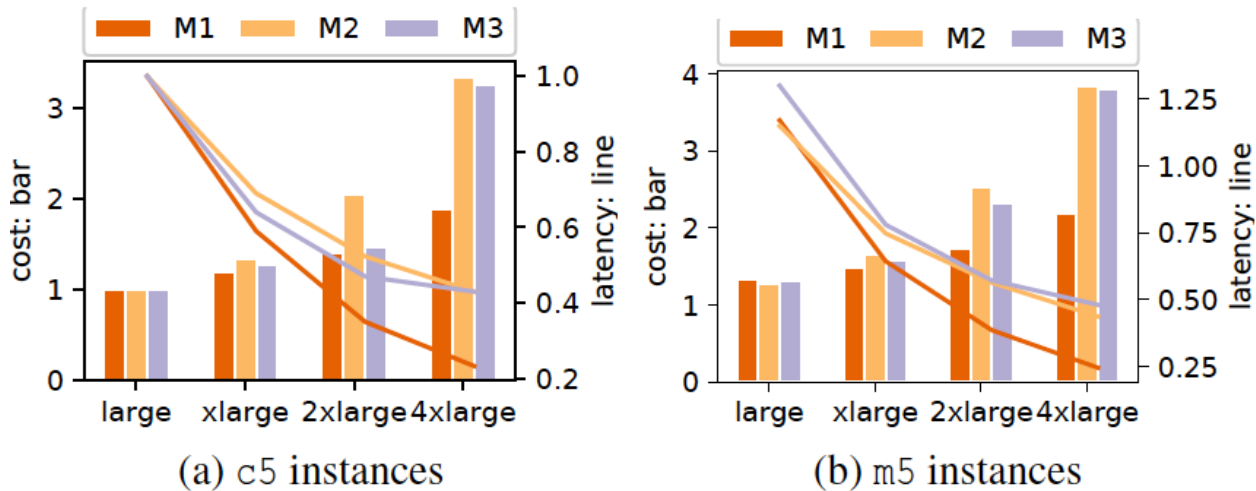 M1 M2 M3
3
2
1
0
cost: bar
1.0
0.8
0.6
0.4
0.2
latency: line
large xlarge 2xlarge 4xlarge
(a) c5 instances
M1 M2 M3
4
3
2
1
0
cost: bar
1.25
1.00
0.75
0.50
0.25
latency: line
large xlarge 2xlarge 4xlarge
(b) m5 instances